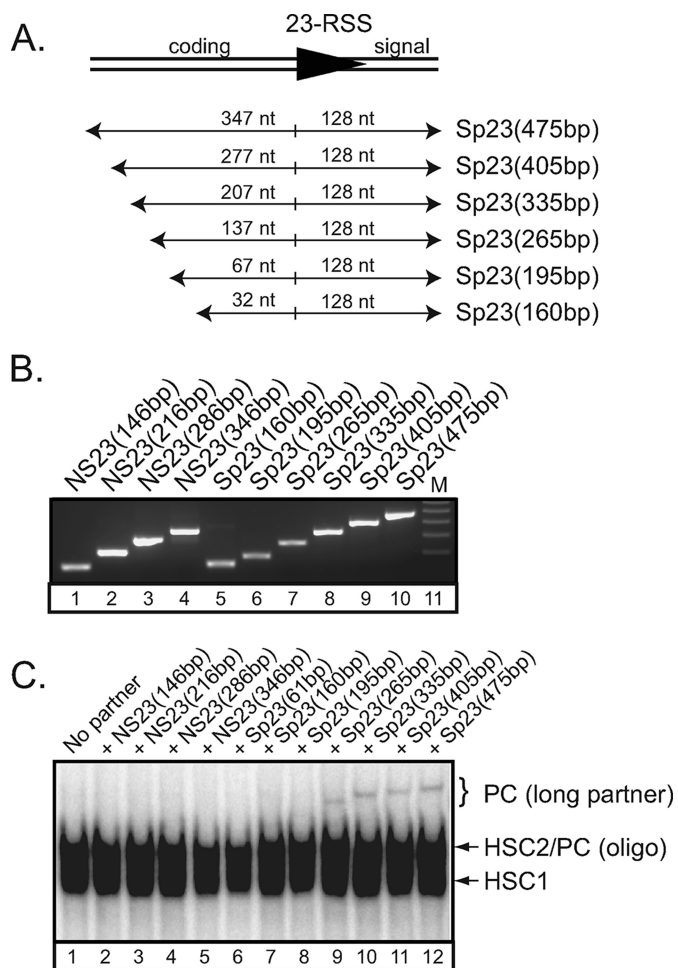 A.
23-RSS
coding
signal
347 nt 128 nt Sp23(475bp)
277 nt 128 nt Sp23(405bp)
207 nt 128 nt Sp23(335bp)
137 nt 128 nt Sp23(265bp)
67 nt 128 nt Sp23(195bp)
32 nt 128 nt Sp23(160bp)
B.
NS23(146bp)
NS23(216bp)
NS23(286bp)
NS23(346bp)
Sp23(160bp)
Sp23(195bp)
Sp23(265bp)
Sp23(335bp)
Sp23(405bp)
Sp23(475bp)
M
1 2 3 4 5 6 7 8 9 10 11
C.
No partner
+ NS23(146bp)
+ NS23(216bp)
+ NS23(286bp)
+ NS23(346bp)
+ Sp23(61bp)
+ Sp23(160bp)
+ Sp23(195bp)
+ Sp23(265bp)
+ Sp23(335bp)
+ Sp23(405bp)
+ Sp23(475bp)
} PC (long partner)
HSC2/PC (oligo)
HSC1
1 2 3 4 5 6 7 8 9 10 11 12